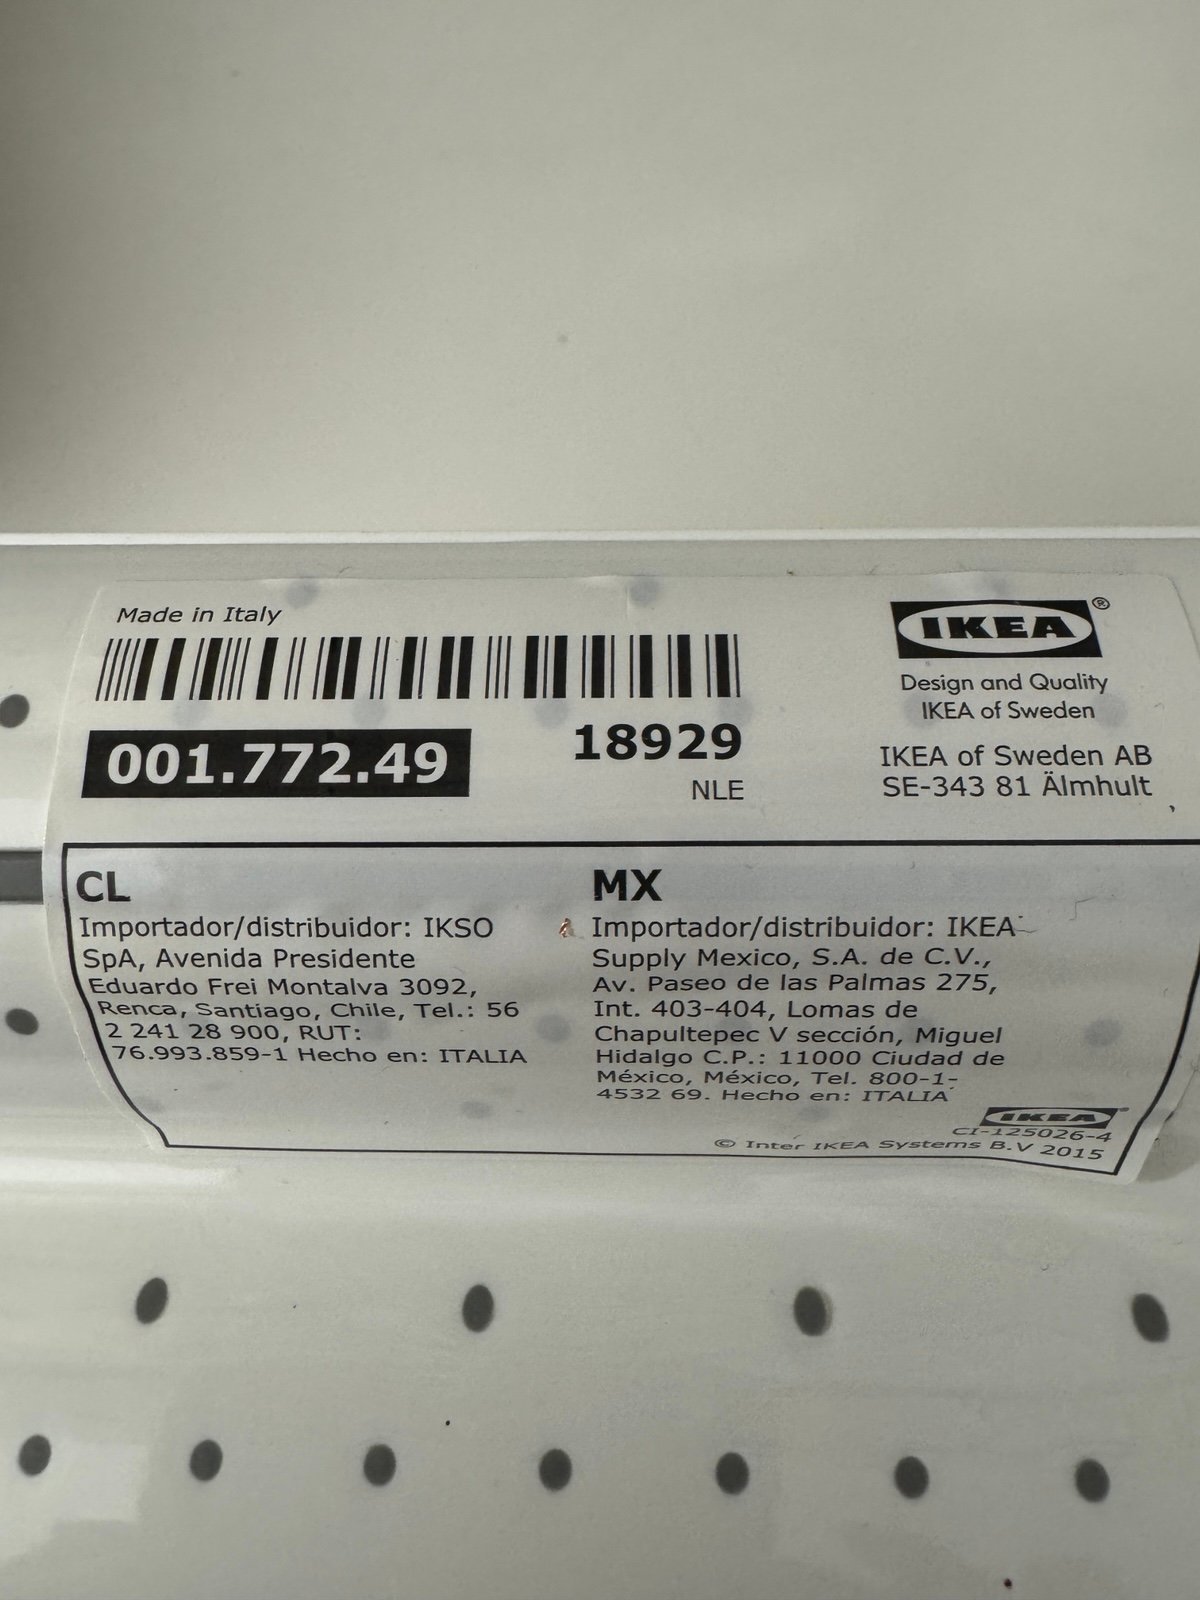 Made in Italy
001.772.49
18929
NLE
IKEA®
Design and Quality
IKEA of Sweden
IKEA of Sweden AB
SE-343 81 Älmhult
CL
Importador/distribuidor: IKSO
SpA, Avenida Presidente
Eduardo Frei Montalva 3092,
Renca, Santiago, Chile, Tel.: 56
2 241 28 900, RUT:
76.993.859-1 Hecho en: ITALIA
MX
Importador/distribuidor: IKEA
Supply Mexico, S.A. de C.V.,
Av. Paseo de las Palmas 275,
Int. 403-404, Lomas de
Chapultepec V sección, Miguel
Hidalgo C.P.: 11000 Ciudad de
México, México, Tel. 800-1-
4532 69. Hecho en: ITALIA
IKEA®
CI-125026-4
© Inter IKEA Systems B.V 2015